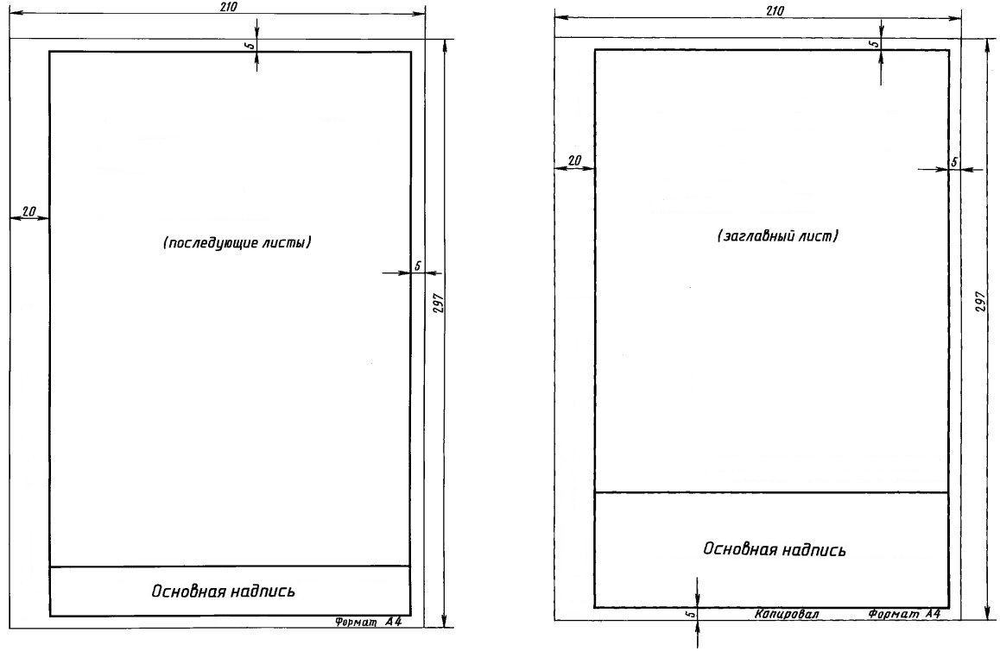 210
5
20
(последующие листы)
5
297
Основная надпись
Формат А4
210
5
20
5
(заглавный лист)
297
Основная надпись
5
Копировал
Формат А4